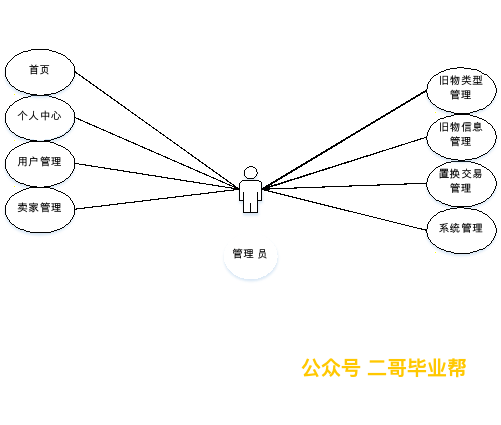 首页
个人中心
用户管理
卖家管理
旧物类型
管理
旧物信息
管理
置换交易
管理
系统管理
管理 员
公众号 二哥毕业帮